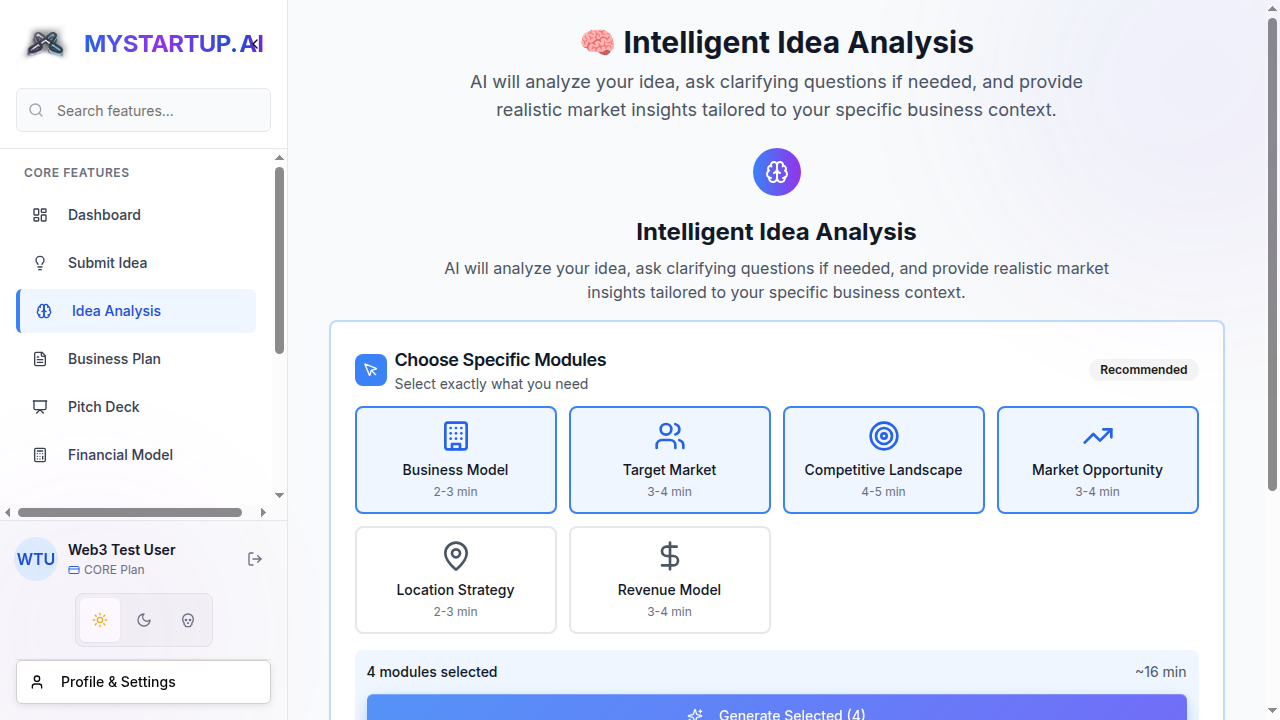 MYSTARTUP.AI
Search features...
CORE FEATURES
Dashboard
Submit Idea
Idea Analysis
Business Plan
Pitch Deck
Financial Model
WTU
Web3 Test User
CORE Plan
Profile & Settings
🧠 Intelligent Idea Analysis
AI will analyze your idea, ask clarifying questions if needed, and provide
realistic market insights tailored to your specific business context.
Intelligent Idea Analysis
AI will analyze your idea, ask clarifying questions if needed, and provide realistic market
insights tailored to your specific business context.
Choose Specific Modules
Select exactly what you need
Recommended
Business Model
2-3 min
Target Market
3-4 min
Competitive Landscape
4-5 min
Market Opportunity
3-4 min
Location Strategy
2-3 min
Revenue Model
3-4 min
4 modules selected
~16 min
Generate Selected (4)